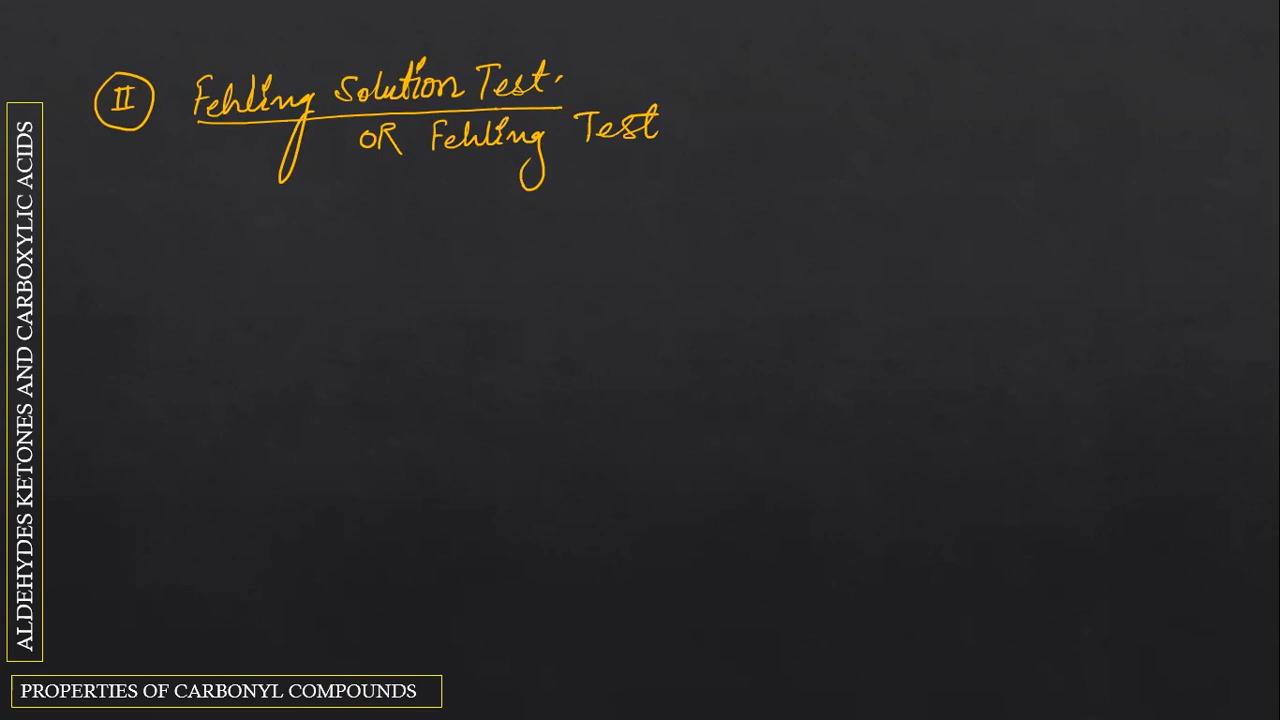 II Fehling Solution Test.
OR Fehling Test
ALDEHYDES KETONES AND CARBOXYLIC ACIDS
PROPERTIES OF CARBONYL COMPOUNDS